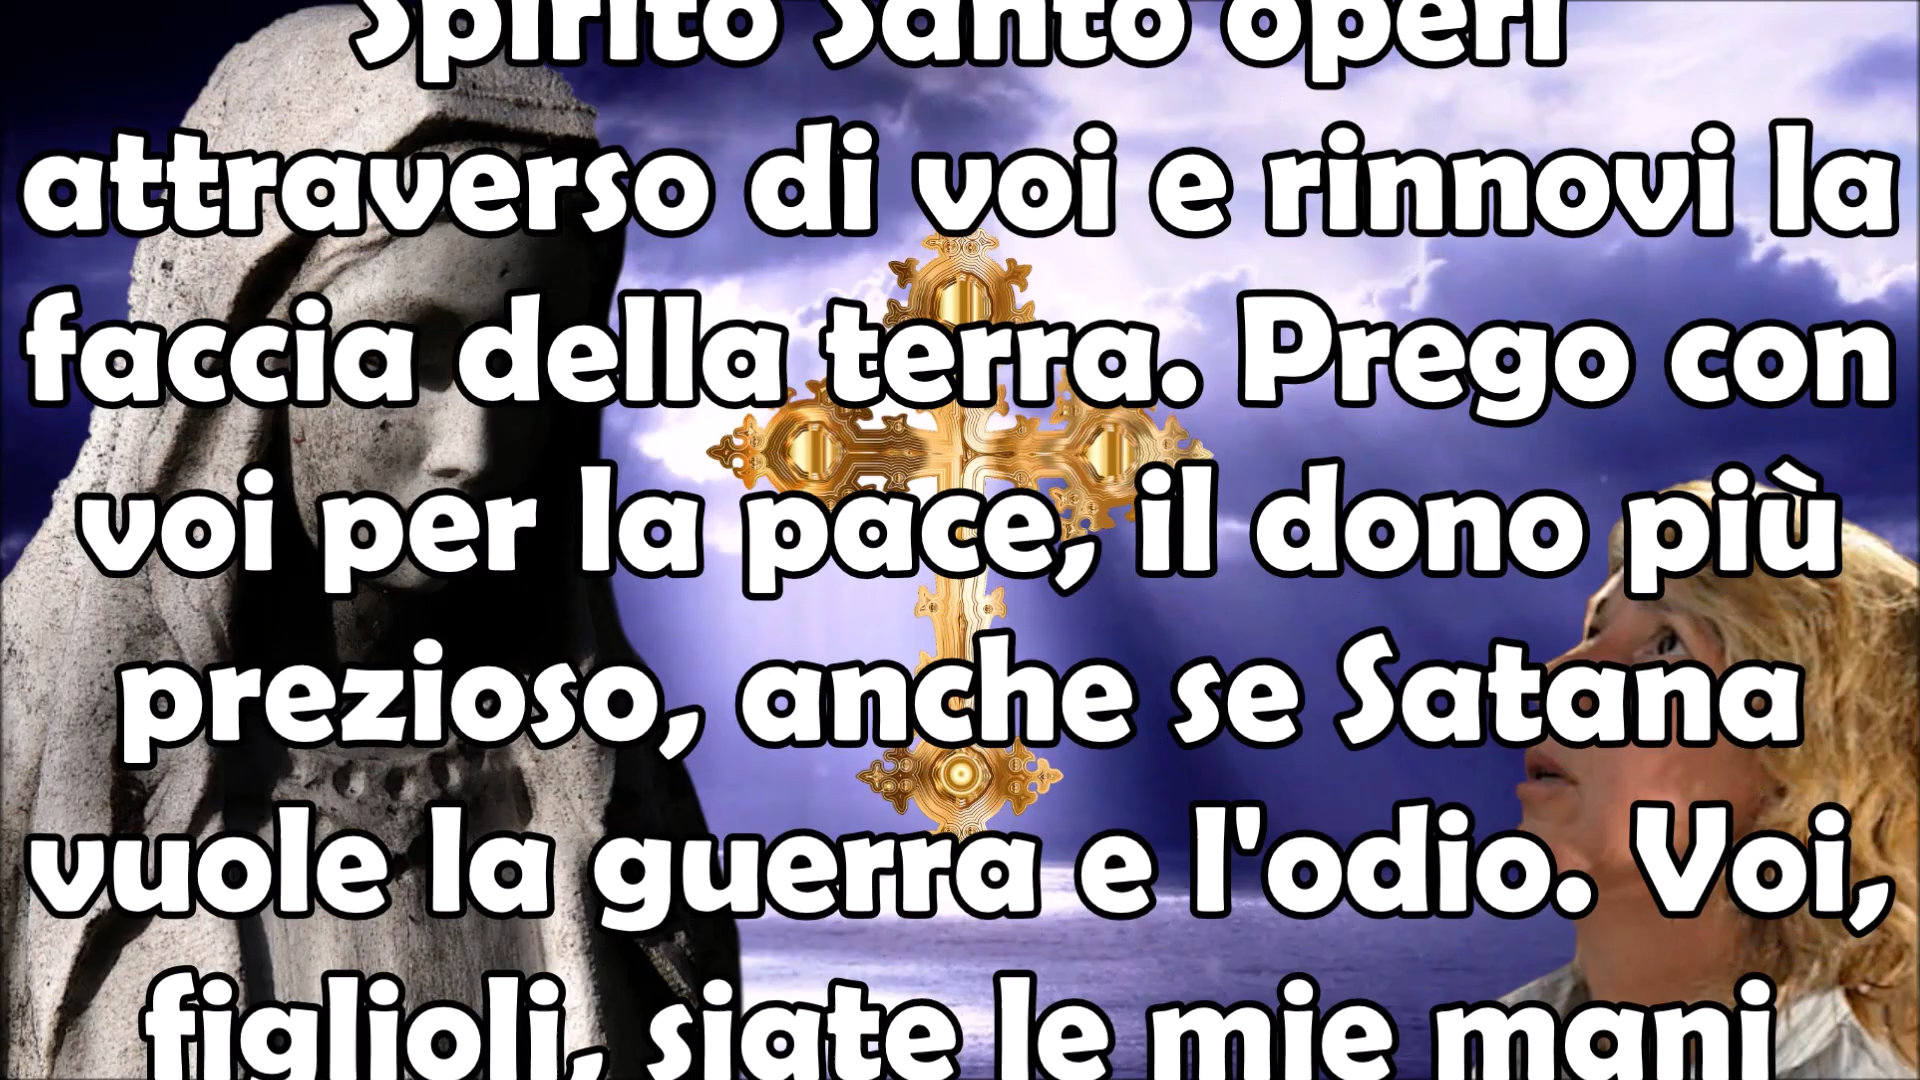 Spirito Santo operi
attraverso di voi e rinnovi la
faccia della terra. Prego con
voi per la pace, il dono più
prezioso, anche se Satana
vuole la guerra e l'odio. Voi,
figlioli, siate le mie mani